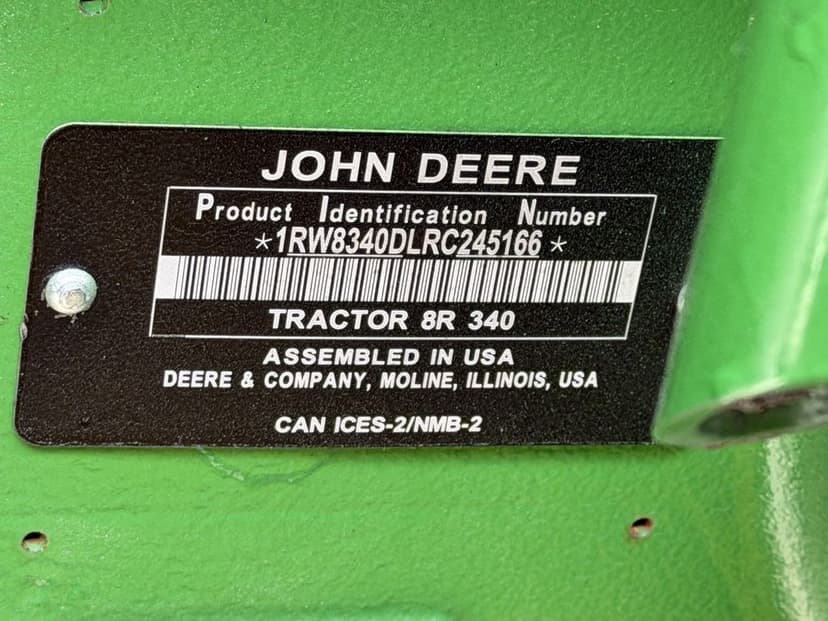 JOHN DEERE
Product Identification Number
*1RW8340DLRC245166*
TRACTOR 8R 340
ASSEMBLED IN USA
DEERE & COMPANY, MOLINE, ILLINOIS, USA
CAN ICES-2/NMB-2